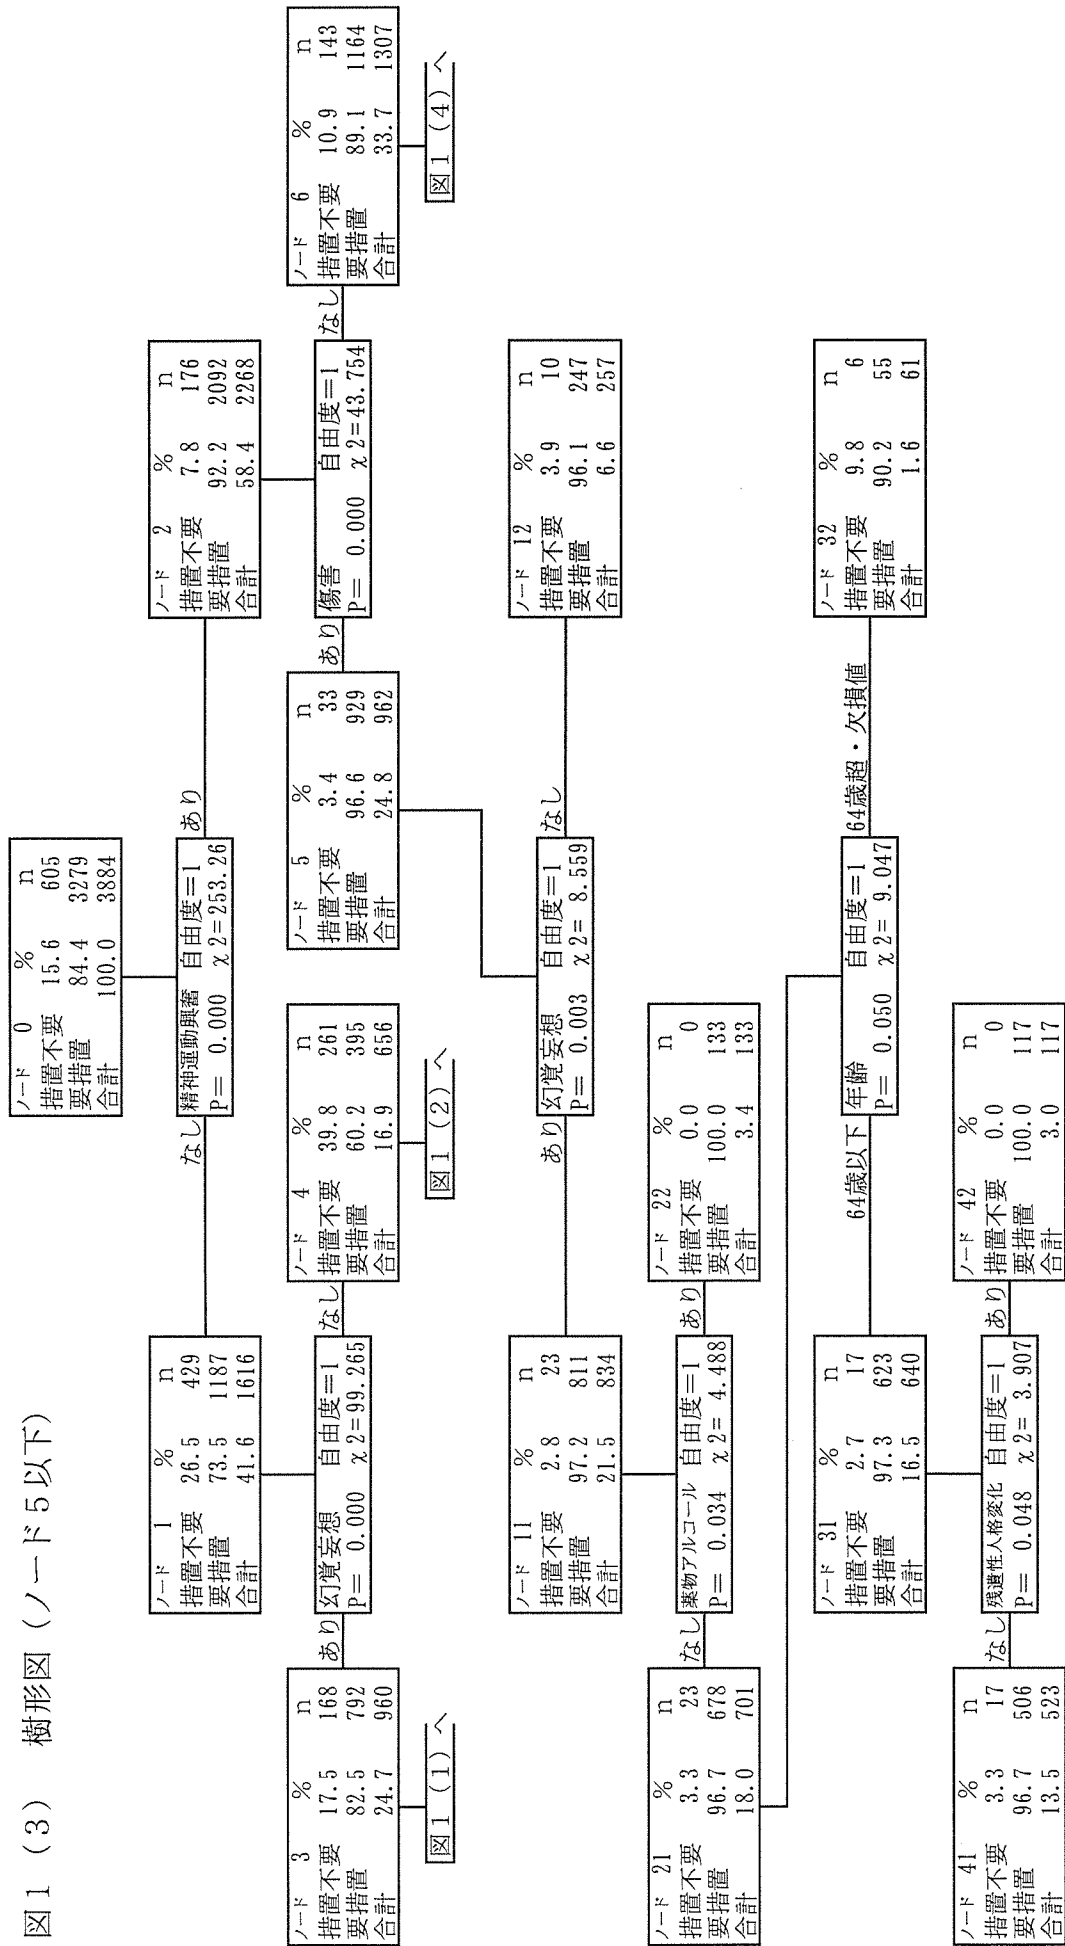 図1 (3) 樹形図 (ノード5以下)
ノード 0 % n
措置不要 15.6 605
要措置 84.4 3279
合計 100.0 3884
精神運動興奮 自由度=1
P= 0.000 χ2=253.26
なし
あり
ノード 1 % n
措置不要 26.5 429
要措置 73.5 1187
合計 41.6 1616
ノード 2 % n
措置不要 7.8 176
要措置 92.2 2092
合計 58.4 2268
幻覚妄想 自由度=1
P= 0.000 χ2=99.265
あり
なし
傷害 自由度=1
P= 0.000 χ2=43.754
あり
なし
ノード 3 % n
措置不要 17.5 168
要措置 82.5 792
合計 24.7 960
図1 (1) へ
ノード 4 % n
措置不要 39.8 261
要措置 60.2 395
合計 16.9 656
図1 (2) へ
ノード 5 % n
措置不要 3.4 33
要措置 96.6 929
合計 24.8 962
ノード 6 % n
措置不要 10.9 143
要措置 89.1 1164
合計 33.7 1307
図1 (4) へ
幻覚妄想 自由度=1
P= 0.003 χ2= 8.559
あり
なし
ノード 11 % n
措置不要 2.8 23
要措置 97.2 811
合計 21.5 834
ノード 12 % n
措置不要 3.9 10
要措置 96.1 247
合計 6.6 257
薬物アルコール 自由度=1
P= 0.034 χ2= 4.488
なし
あり
ノード 21 % n
措置不要 3.3 23
要措置 96.7 678
合計 18.0 701
ノード 22 % n
措置不要 0.0 0
要措置 100.0 133
合計 3.4 133
年齢 自由度=1
P= 0.050 χ2= 9.047
64歳以下
64歳超・欠損値
ノード 31 % n
措置不要 2.7 17
要措置 97.3 623
合計 16.5 640
ノード 32 % n
措置不要 9.8 6
要措置 90.2 55
合計 1.6 61
残遺性人格変化 自由度=1
P= 0.048 χ2= 3.907
なし
あり
ノード 41 % n
措置不要 3.3 17
要措置 96.7 506
合計 13.5 523
ノード 42 % n
措置不要 0.0 0
要措置 100.0 117
合計 3.0 117